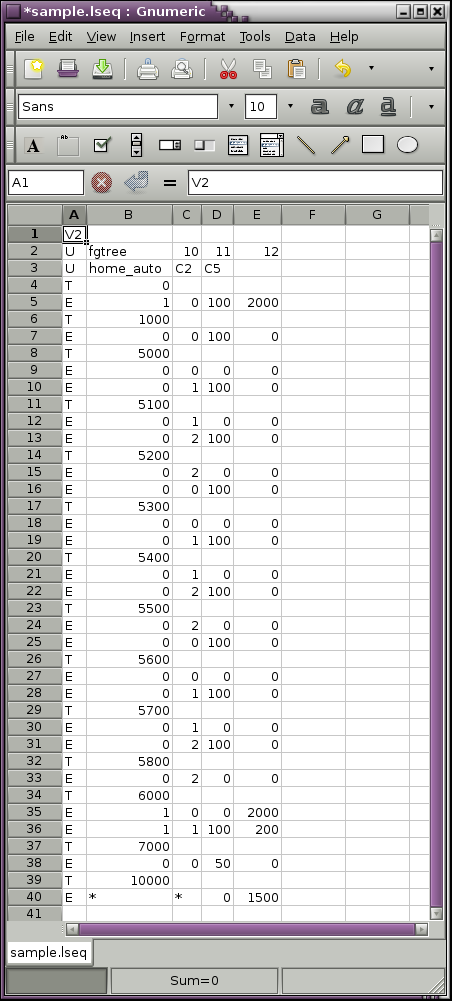 *sample.lseq : Gnumeric
File Edit View Insert Format Tools Data Help
Sans 10 a a a
A Ab
A1 = V2
A B C D E F G
1 V2
2 U fgtree 10 11 12
3 U home_auto C2 C5
4 T 0
5 E 1 0 100 2000
6 T 1000
7 E 0 0 100 0
8 T 5000
9 E 0 0 0 0
10 E 0 1 100 0
11 T 5100
12 E 0 1 0 0
13 E 0 2 100 0
14 T 5200
15 E 0 2 0 0
16 E 0 0 100 0
17 T 5300
18 E 0 0 0 0
19 E 0 1 100 0
20 T 5400
21 E 0 1 0 0
22 E 0 2 100 0
23 T 5500
24 E 0 2 0 0
25 E 0 0 100 0
26 T 5600
27 E 0 0 0 0
28 E 0 1 100 0
29 T 5700
30 E 0 1 0 0
31 E 0 2 100 0
32 T 5800
33 E 0 2 0 0
34 T 6000
35 E 1 0 0 2000
36 E 1 1 100 200
37 T 7000
38 E 0 0 50 0
39 T 10000
40 E * * 0 1500
41
sample.lseq
Sum=0